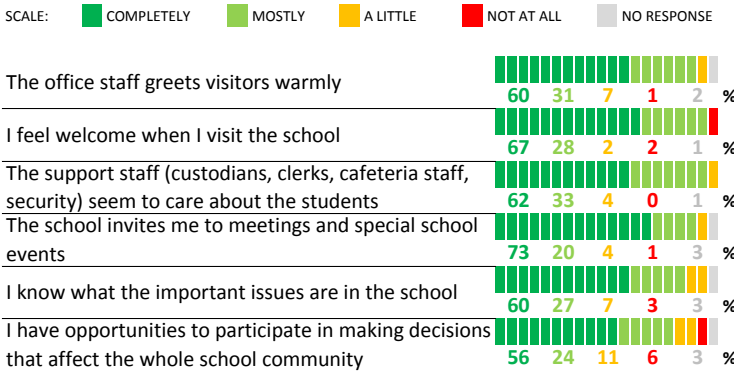 SCALE: COMPLETELY MOSTLY A LITTLE NOT AT ALL NO RESPONSE
The office staff greets visitors warmly
60 31 7 1 2 %
I feel welcome when I visit the school
67 28 2 2 1 %
The support staff (custodians, clerks, cafeteria staff,
security) seem to care about the students
62 33 4 0 1 %
The school invites me to meetings and special school
events
73 20 4 1 3 %
I know what the important issues are in the school
60 27 7 3 3 %
I have opportunities to participate in making decisions
that affect the whole school community
56 24 11 6 3 %